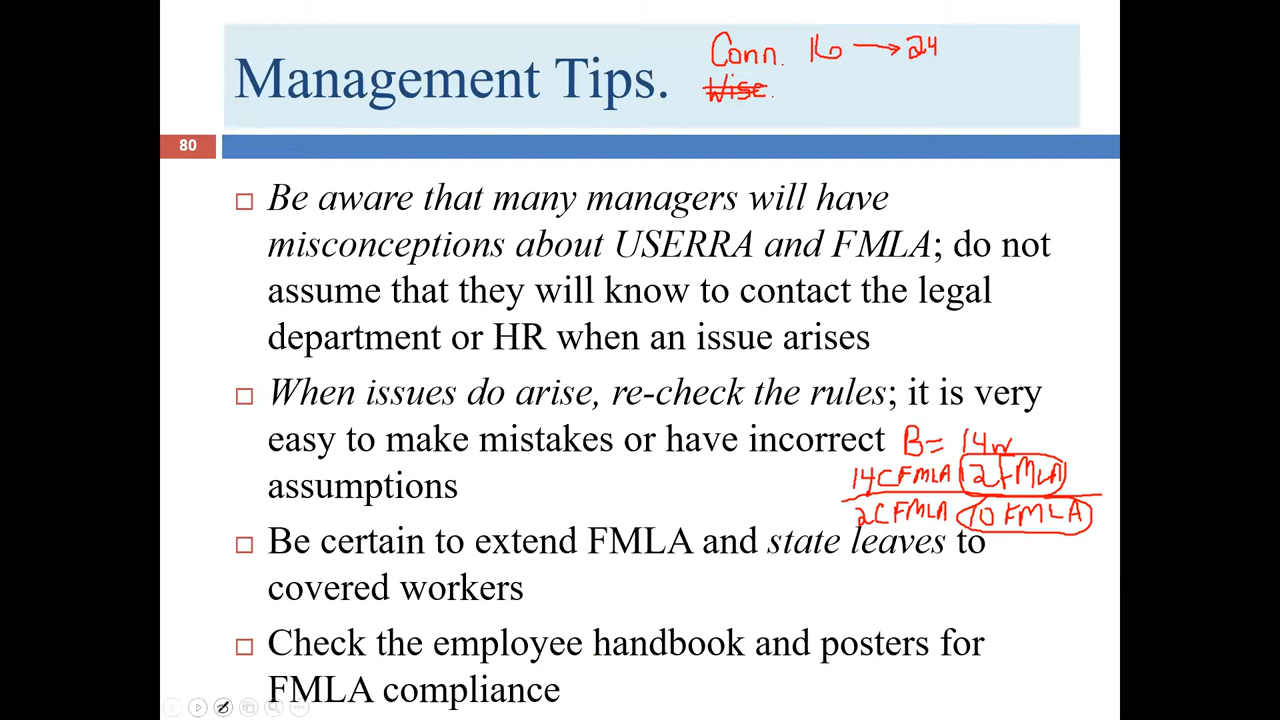 Conn. 16 → 24
Management Tips.
Wise.
80
Be aware that many managers will have
misconceptions about USERRA and FMLA; do not
assume that they will know to contact the legal
department or HR when an issue arises
When issues do arise, re-check the rules; it is very
easy to make mistakes or have incorrect B= 14w
14CFMLA 12FMLA
assumptions
2CFMLA 10 FMLA
Be certain to extend FMLA and state leaves to
covered workers
Check the employee handbook and posters for
FMLA compliance